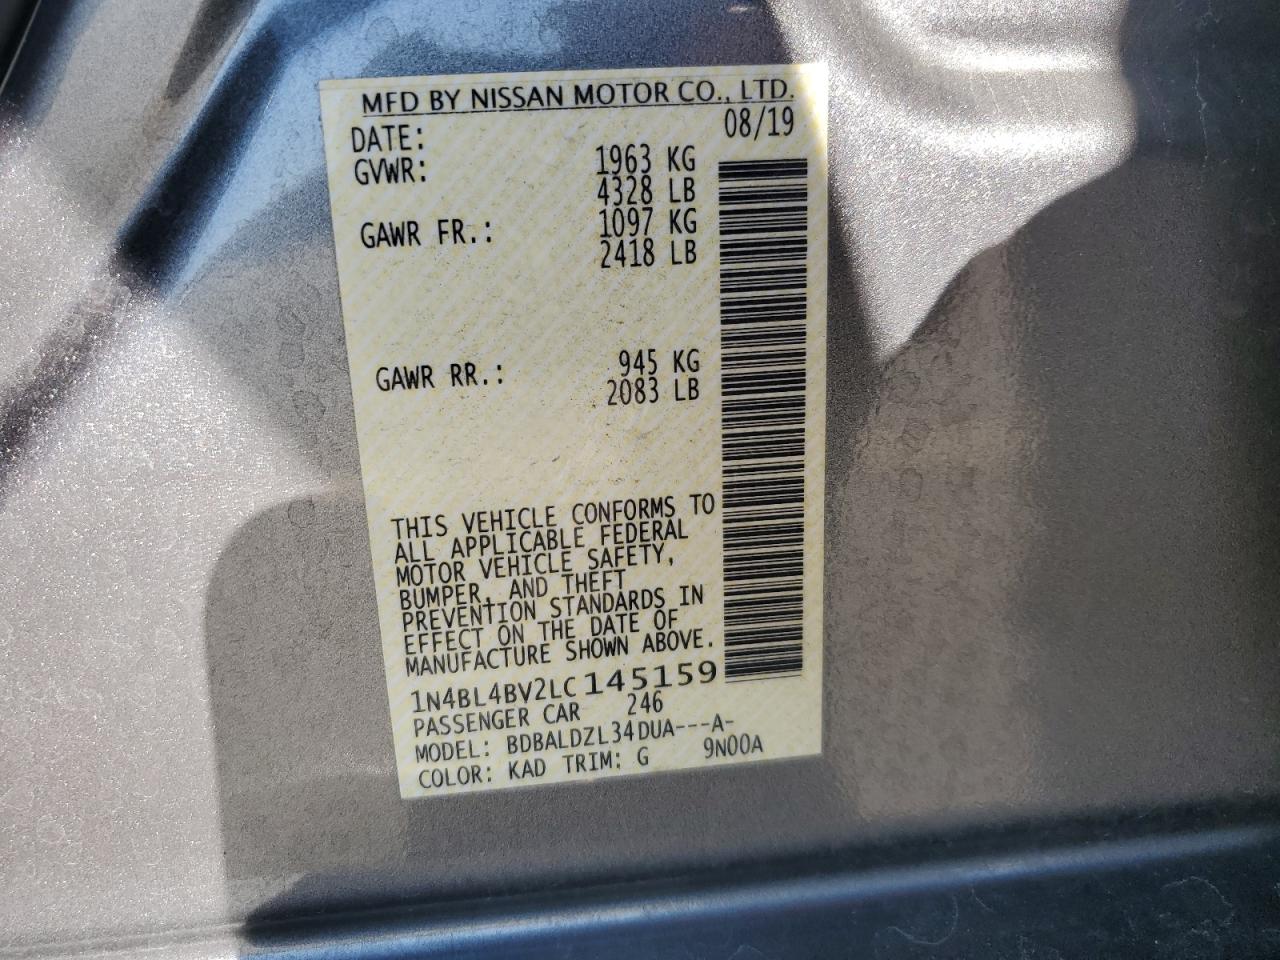 MFD BY NISSAN MOTOR CO., LTD.
DATE: 08/19
GVWR: 1963 KG
4328 LB
GAWR FR.: 1097 KG
2418 LB
GAWR RR.: 945 KG
2083 LB
THIS VEHICLE CONFORMS TO
ALL APPLICABLE FEDERAL
MOTOR VEHICLE SAFETY,
BUMPER, AND THEFT
PREVENTION STANDARDS IN
EFFECT ON THE DATE OF
MANUFACTURE SHOWN ABOVE.
1N4BL4BV2LC145159
PASSENGER CAR 246
MODEL: BDBALDZL34DUA---A-
COLOR: KAD TRIM: G 9N00A